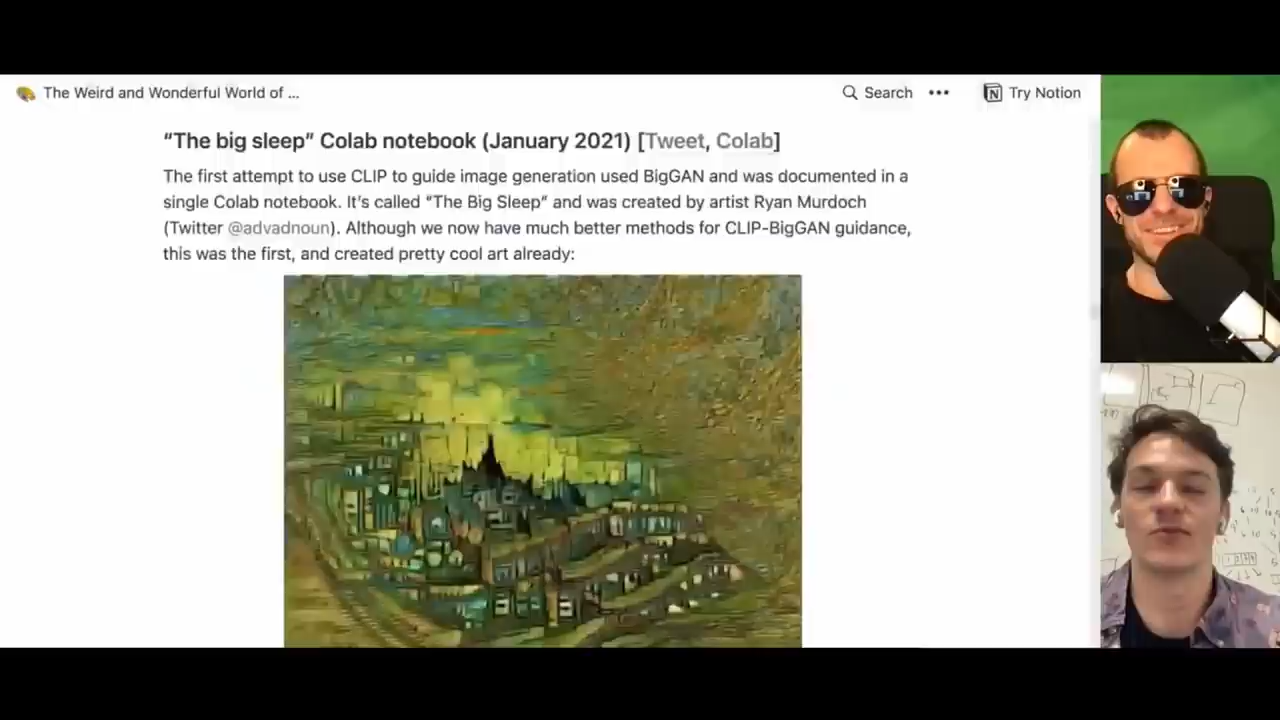 The Weird and Wonderful World of ...
Search
Try Notion
“The big sleep” Colab notebook (January 2021) [Tweet, Colab]
The first attempt to use CLIP to guide image generation used BigGAN and was documented in a
single Colab notebook. It’s called “The Big Sleep” and was created by artist Ryan Murdoch
(Twitter @advadnoun). Although we now have much better methods for CLIP-BigGAN guidance,
this was the first, and created pretty cool art already: